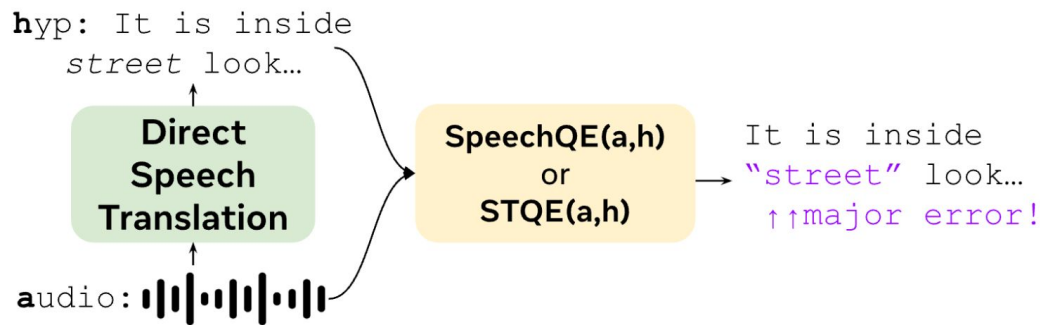 hyp: It is inside
street look…
Direct
Speech
Translation
audio:
SpeechQE(a,h)
or
STQE(a,h)
It is inside
“street” look…
↑↑major error!